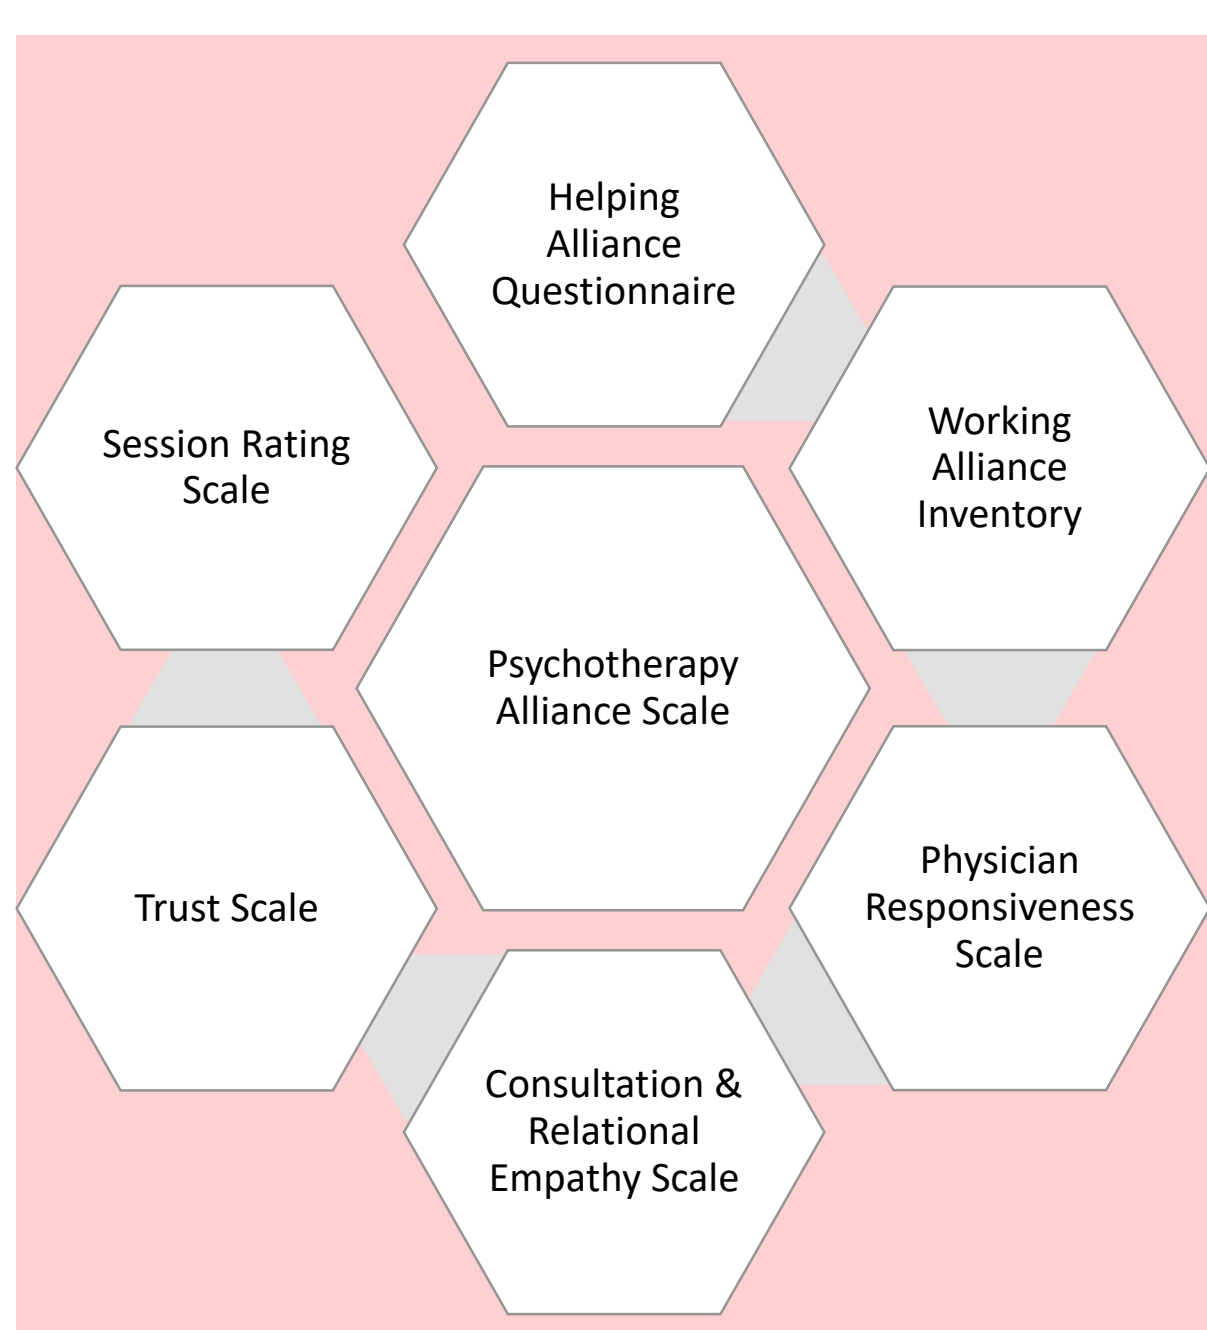 Helping
Alliance
Questionnaire
Session Rating
Scale
Working
Alliance
Inventory
Psychotherapy
Alliance Scale
Trust Scale
Physician
Responsiveness
Scale
Consultation &
Relational
Empathy Scale